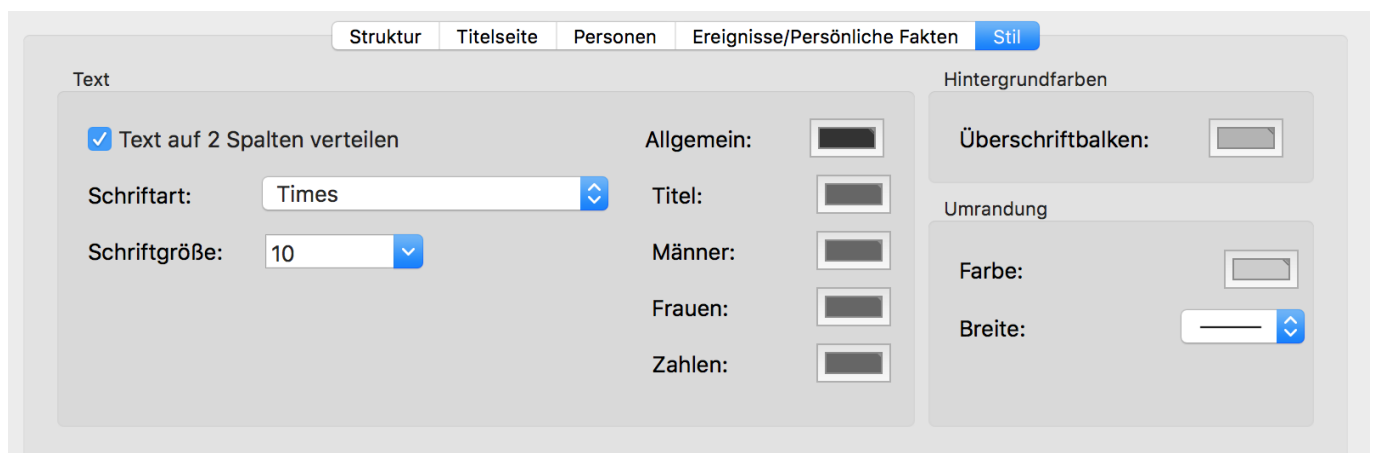 Struktur Titelseite Personen Ereignisse/Persönliche Fakten Stil
Text
Text auf 2 Spalten verteilen
Schriftart: Times
Schriftgröße: 10
Allgemein:
Titel:
Männer:
Frauen:
Zahlen:
Hintergrundfarben
Überschriftbalken:
Umrandung
Farbe:
Breite: